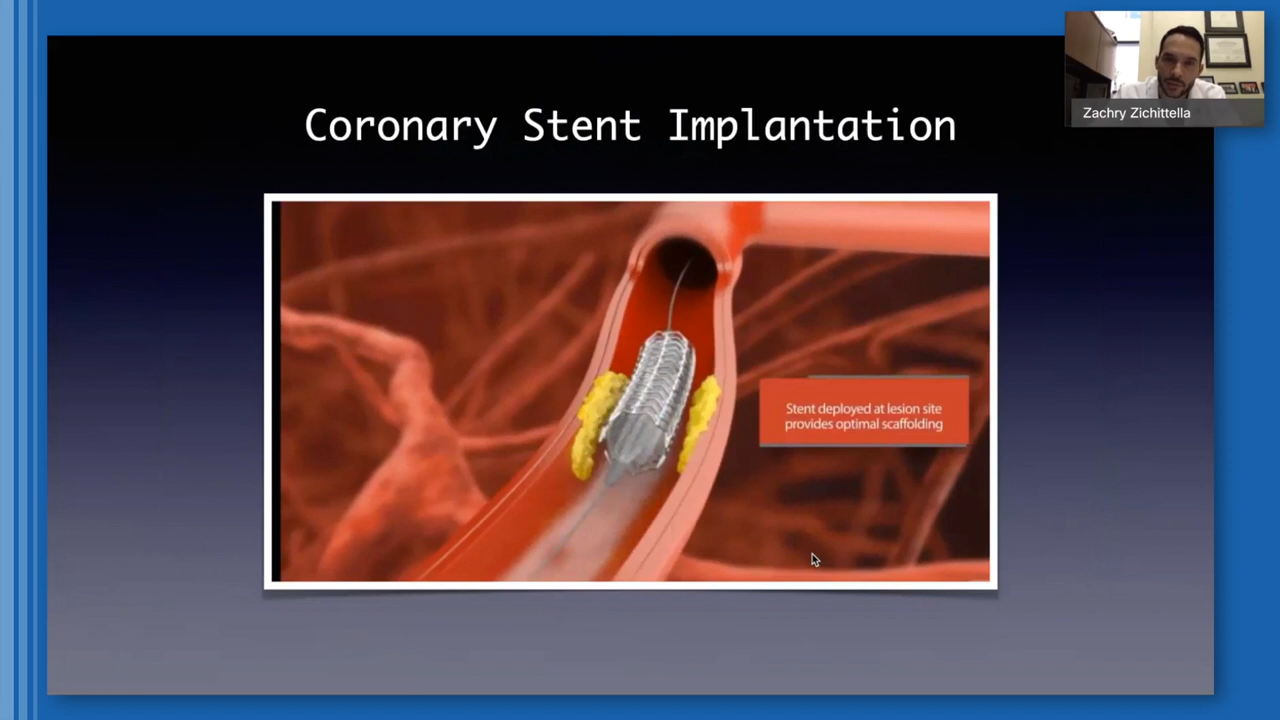 Coronary Stent Implantation
Zachry Zichittella
Stent deployed at lesion site
provides optimal scaffolding